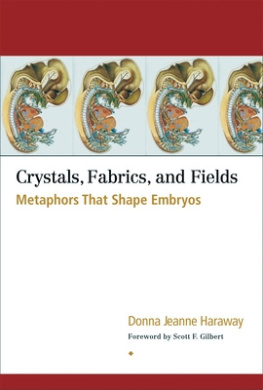 Crystals, Fabrics, and Fields
Metaphors That Shape Embryos
Donna Jeanne Haraway
Foreword by Scott F. Gilbert